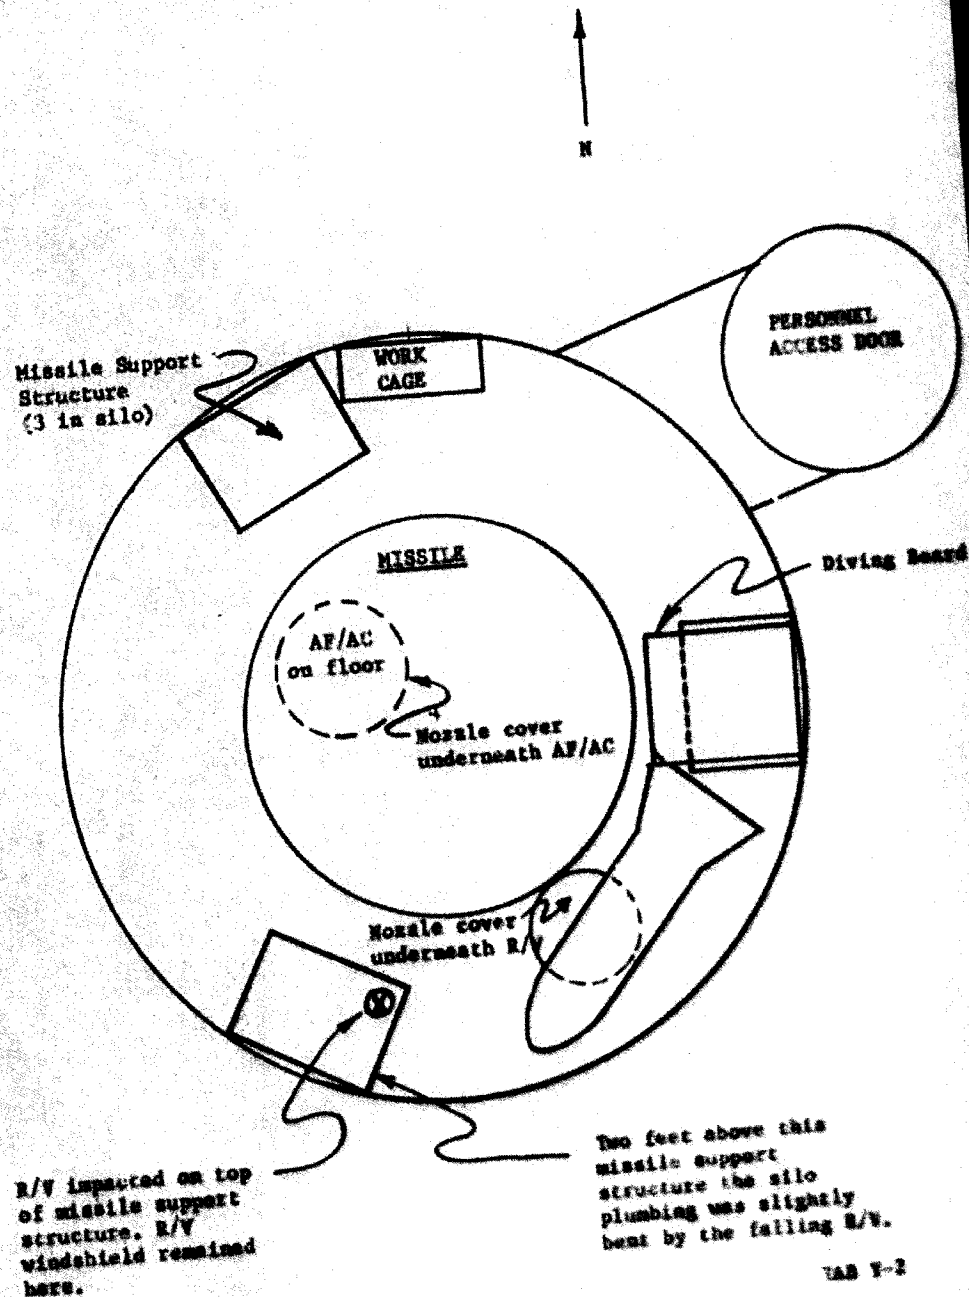 N
PERSONNEL
ACCESS DOOR
Missile Support
Structure
(3 in silo)
WORK
CAGE
MISSILE
Diving Board
AF/AC
on floor
Nozzle cover
underneath AF/AC
Nozzle cover
underneath R/V
X
R/V impacted on top
of missile support
structure. R/V
windshield remained
here.
Two feet above this
missile support
structure the silo
plumbing was slightly
bent by the falling R/V.
TAB Y-2